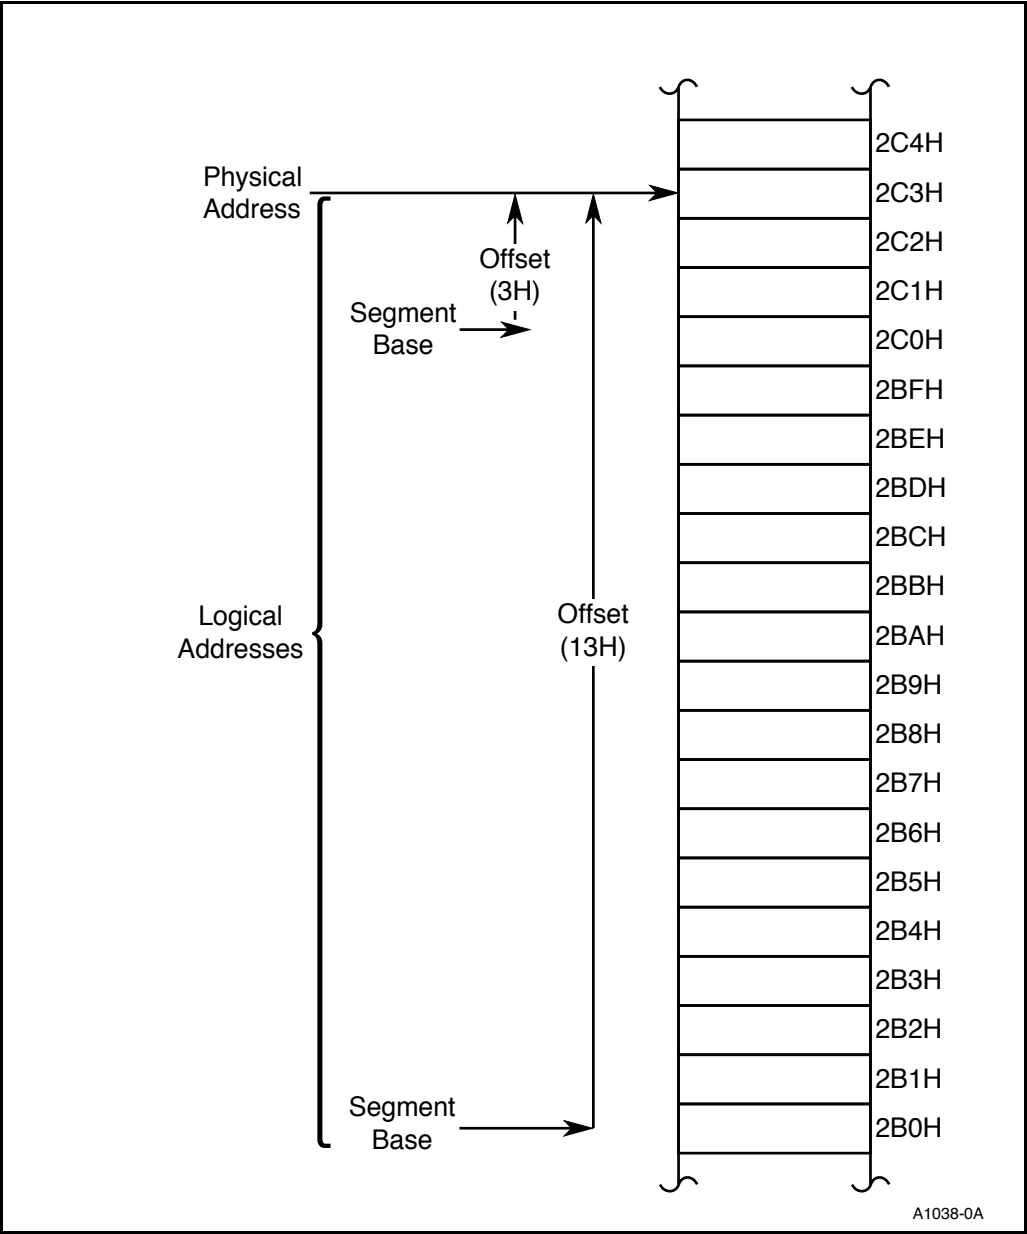 2C4H
Physical
Address
2C3H
2C2H
Offset
(3H)
2C1H
Segment
Base
2C0H
2BFH
2BEH
2BDH
2BCH
2BBH
Logical
Addresses
Offset
(13H)
2BAH
2B9H
2B8H
2B7H
2B6H
2B5H
2B4H
2B3H
2B2H
2B1H
Segment
Base
2B0H
A1038-0A